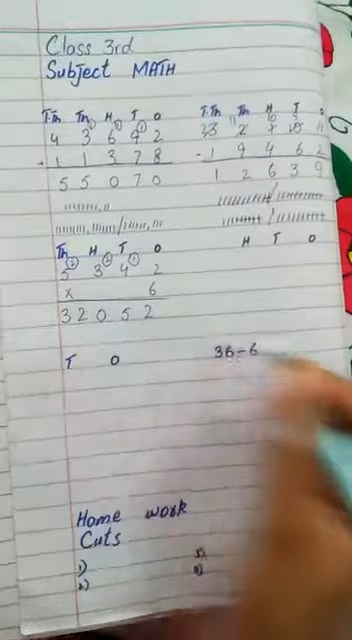 Class 3rd
Subject MATH
T.Th Th H T O
4 3 6 9 2
+ 1 1 3 7 8
5 5 0 7 0
T.Th Th H T O
- 1 9 4 6 2
1 2 6 3 9
Th H T O
5 3 4 2
x 6
3 2 0 5 2
H T O
T O
36÷6
Home work
Cuts
1)
2)